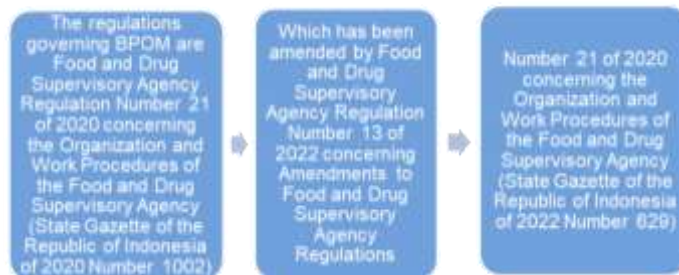 The regulations
governing BPOM are
Food and Drug
Supervisory Agency
Regulation Number 21
of 2020 concerning
the Organization and
Work Procedures of
the Food and Drug
Supervisory Agency
(State Gazette of the
Republic of Indonesia
of 2020 Number 1002)
Which has been
amended by Food
and Drug
Supervisory
Agency Regulation
Number 13 of
2022 concerning
Amendments to
Food and Drug
Supervisory
Agency
Regulations
Number 21 of 2020
concerning the
Organization and
Work Procedures of
the Food and Drug
Supervisory Agency
(State Gazette of the
Republic of Indonesia
of 2022 Number 629)